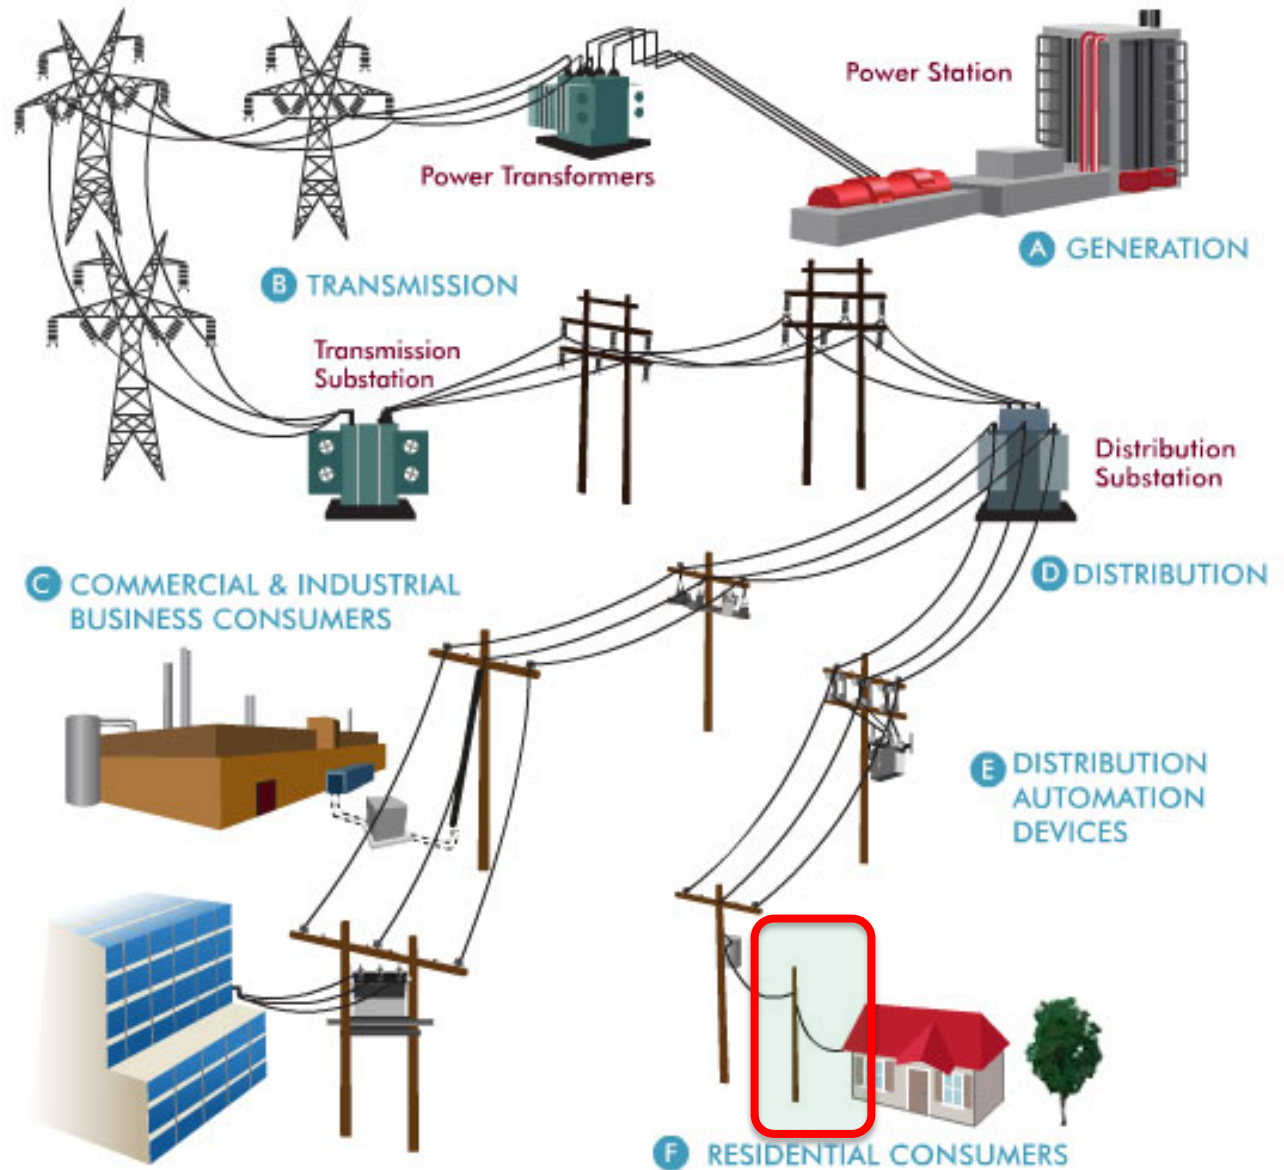 Power Station
Power Transformers
A GENERATION
B TRANSMISSION
Transmission
Substation
Distribution
Substation
C COMMERCIAL & INDUSTRIAL
BUSINESS CONSUMERS
D DISTRIBUTION
E DISTRIBUTION
AUTOMATION
DEVICES
F RESIDENTIAL CONSUMERS